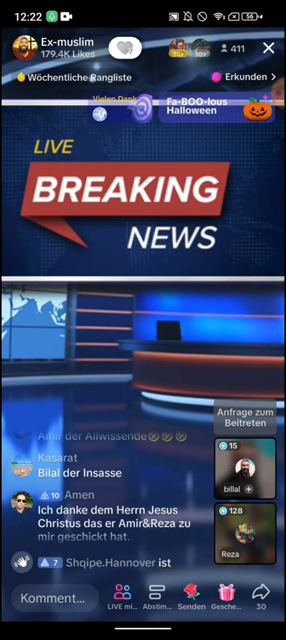 12:22
56
Ex-muslim
179.4K Likes
50+
30+
411
Wöchentliche Rangliste
Erkunden
Vielen Dank
Fa-BOO-lous
Halloween
LIVE
BREAKING
NEWS
Anfrage zum
Beitreten
Amir der Allwissende🤣🤣🤣
15
Kasarat
Bilal der Insasse
billal +
10 Amen
Ich danke dem Herrn Jesus
Christus das er Amir&Reza zu
mir geschickt hat.
128
Reza
7 Shqipe.Hannover ist
Komment...
LIVE mi...
Abstim...
Senden
Gesche...
30